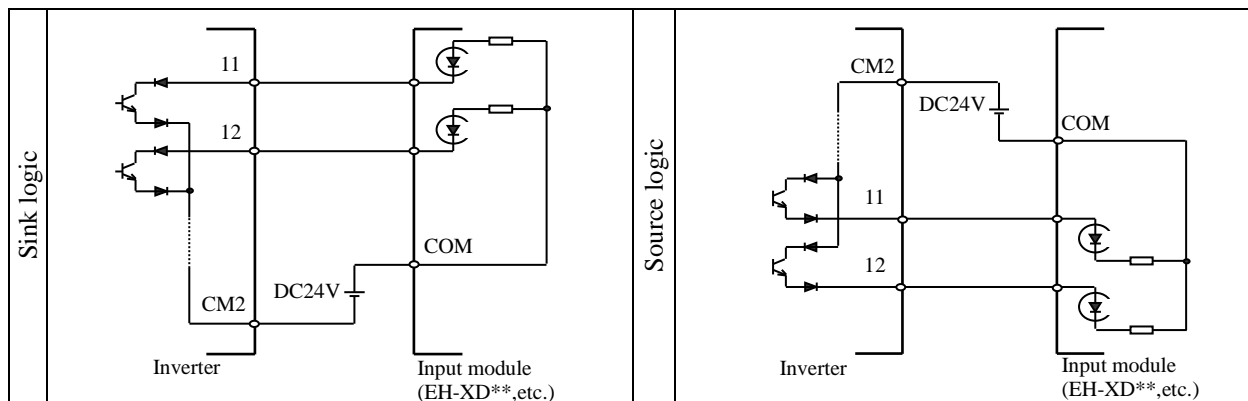 Sink logic
11
12
COM
DC24V
CM2
Inverter
Input module
(EH-XD**,etc.)
Source logic
CM2
DC24V
COM
11
12
Inverter
Input module
(EH-XD**,etc.)